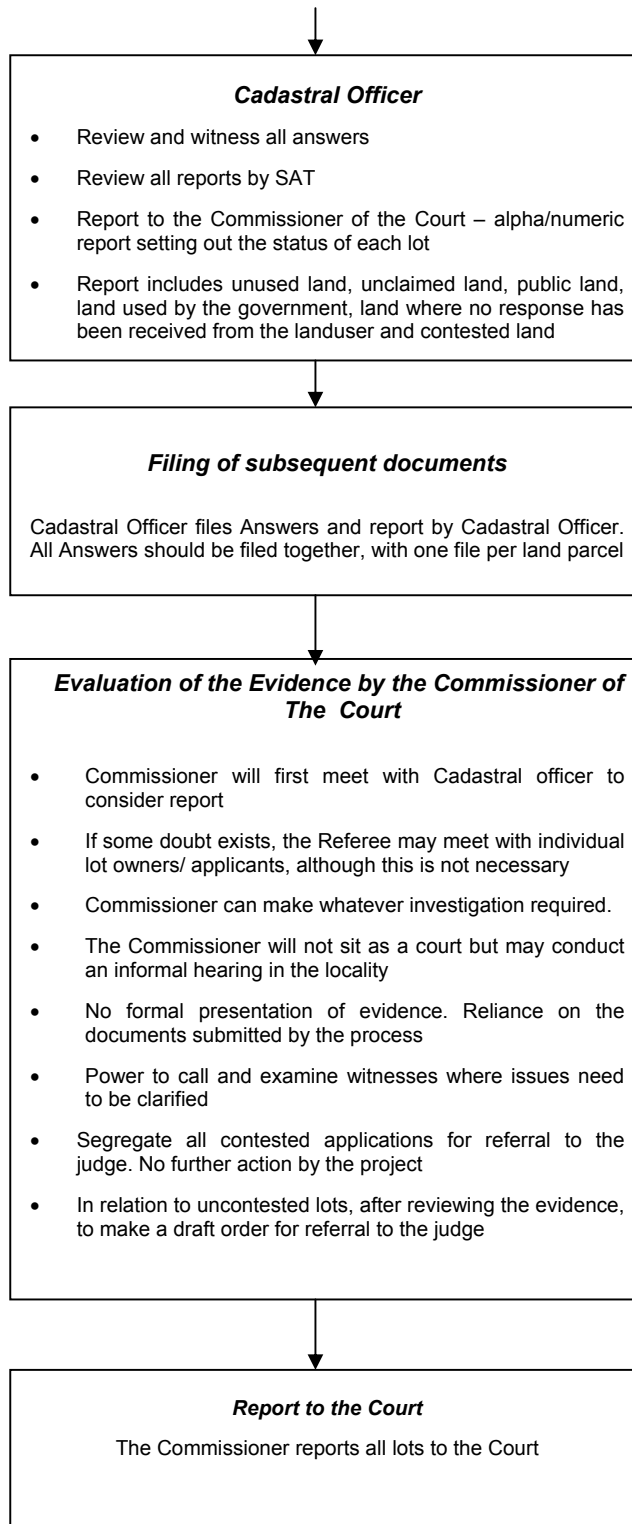 Cadastral Officer
• Review and witness all answers
• Review all reports by SAT
• Report to the Commissioner of the Court – alpha/numeric
report setting out the status of each lot
• Report includes unused land, unclaimed land, public land,
land used by the government, land where no response has
been received from the landuser and contested land
Filing of subsequent documents
Cadastral Officer files Answers and report by Cadastral Officer.
All Answers should be filed together, with one file per land parcel
Evaluation of the Evidence by the Commissioner of
The Court
• Commissioner will first meet with Cadastral officer to
consider report
• If some doubt exists, the Referee may meet with individual
lot owners/ applicants, although this is not necessary
• Commissioner can make whatever investigation required.
• The Commissioner will not sit as a court but may conduct
an informal hearing in the locality
• No formal presentation of evidence. Reliance on the
documents submitted by the process
• Power to call and examine witnesses where issues need
to be clarified
• Segregate all contested applications for referral to the
judge. No further action by the project
• In relation to uncontested lots, after reviewing the evidence,
to make a draft order for referral to the judge
Report to the Court
The Commissioner reports all lots to the Court